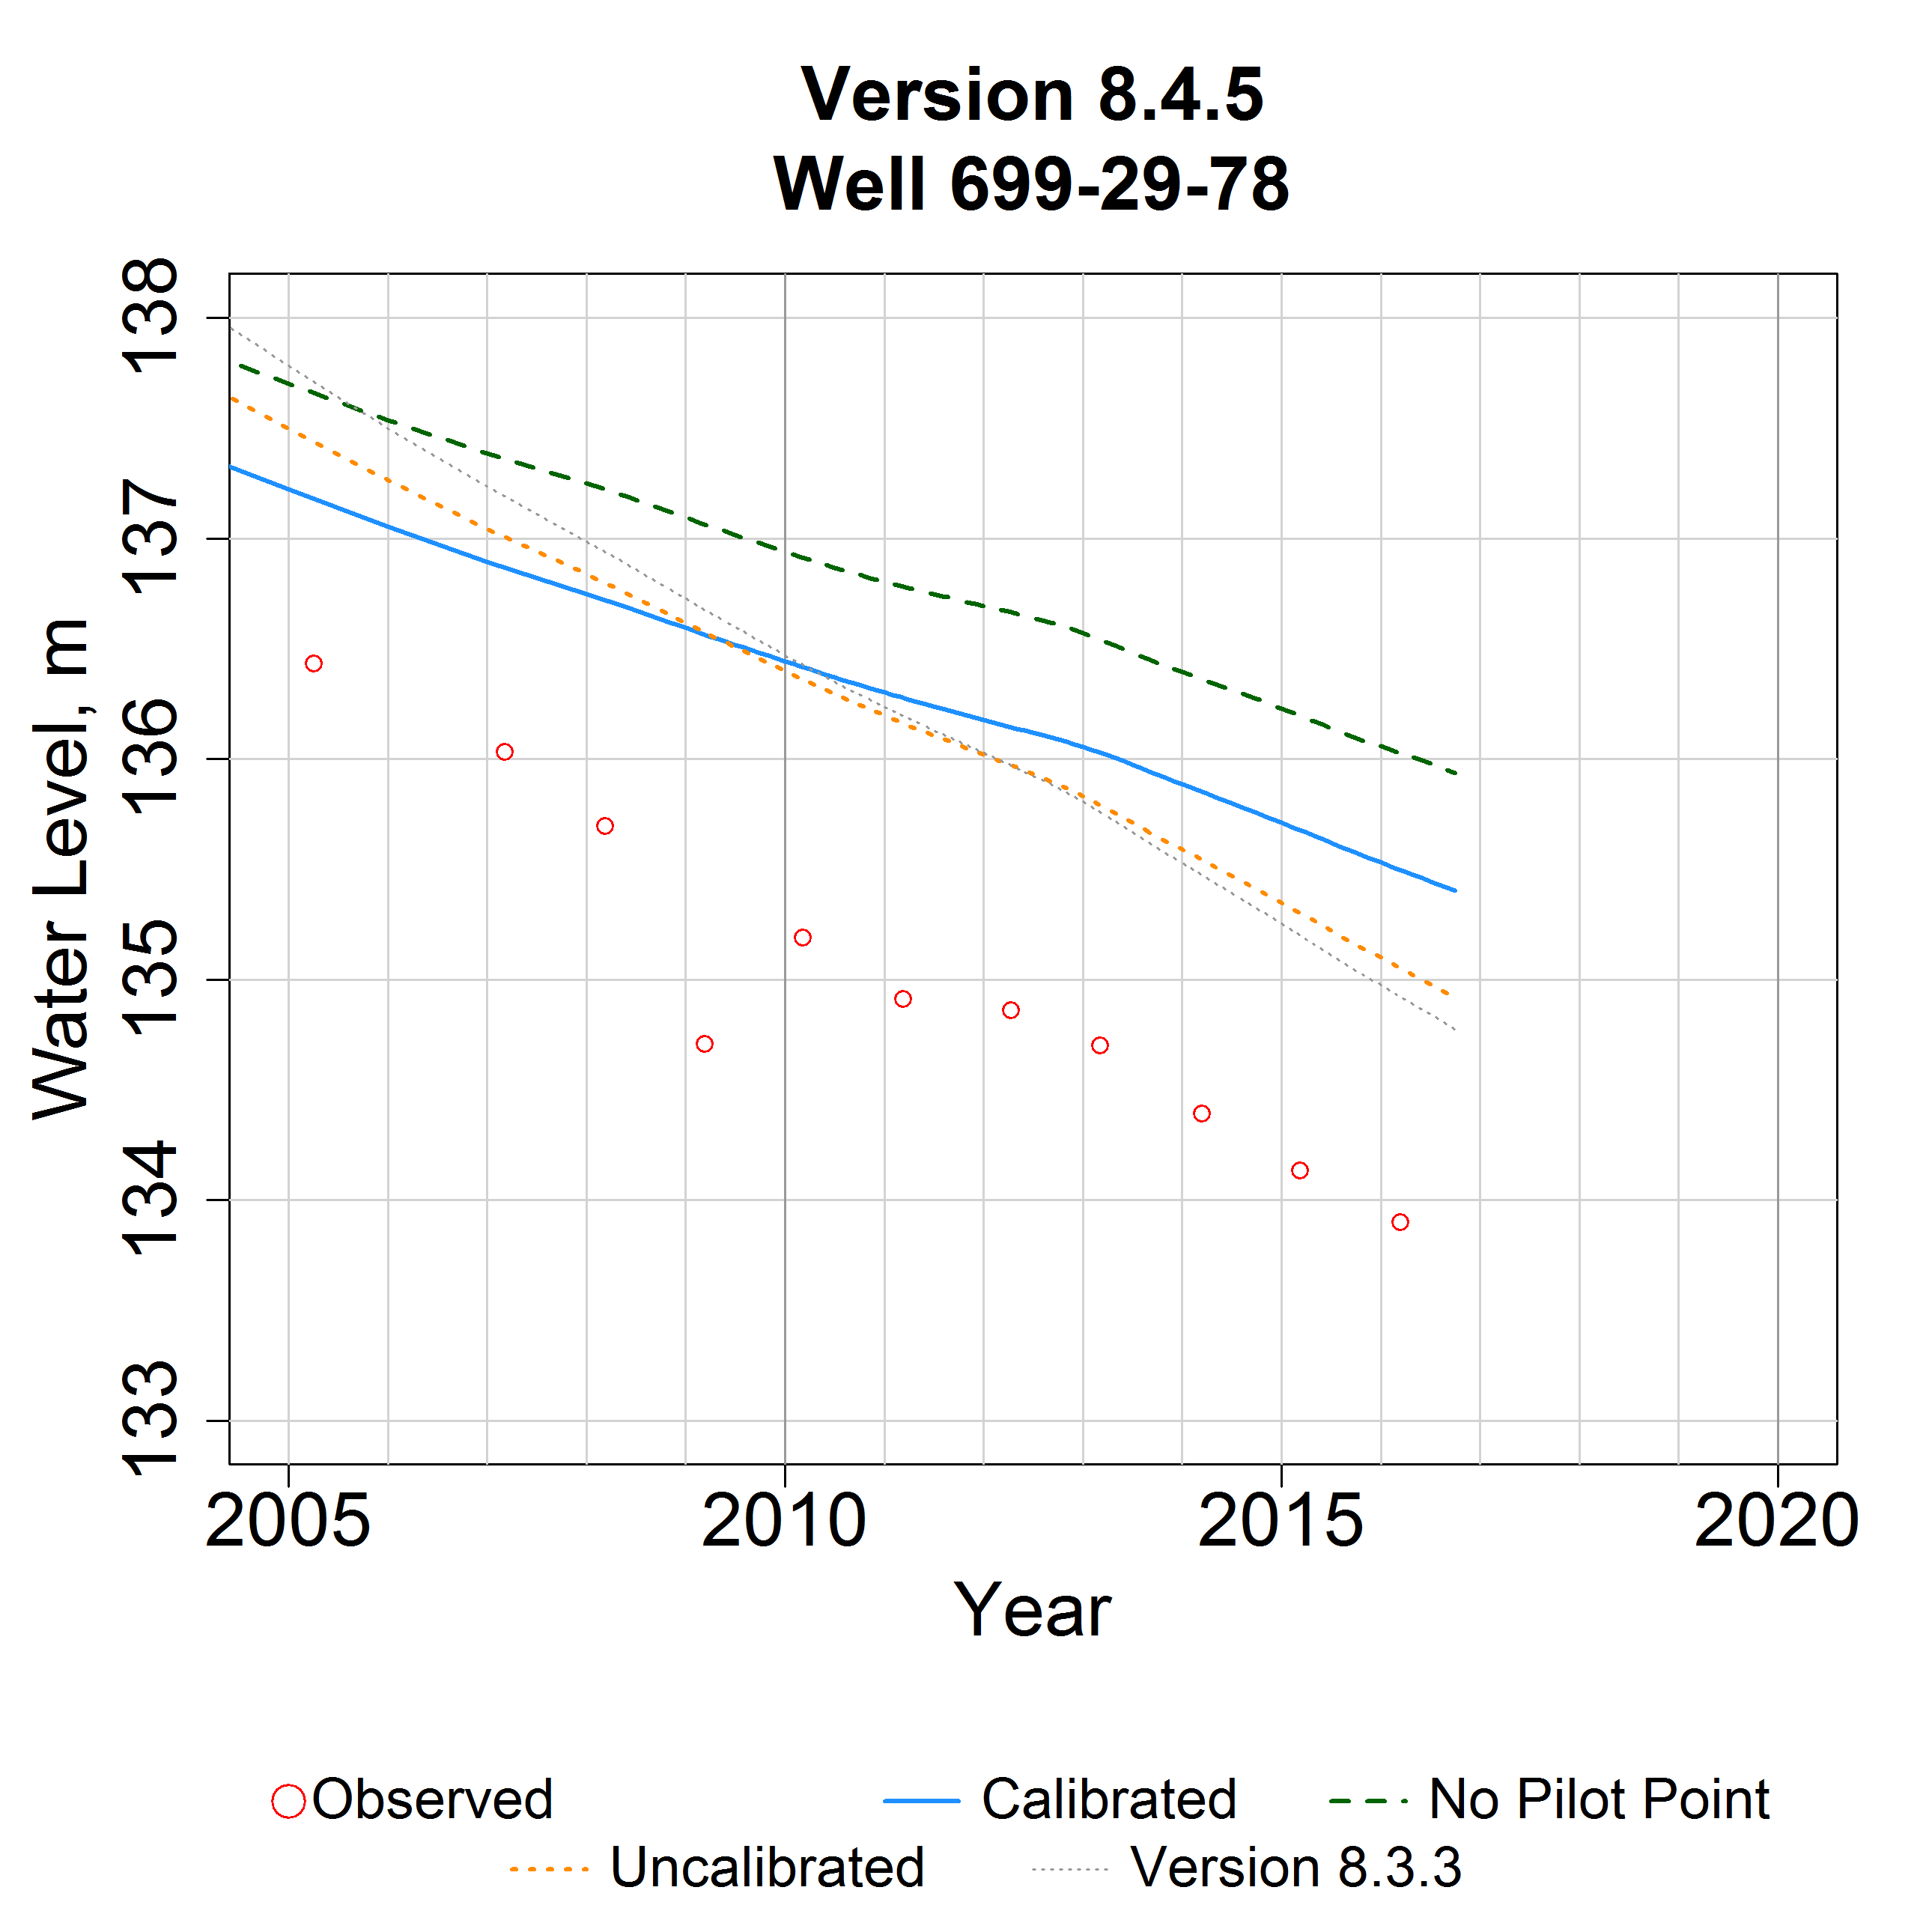 Version 8.4.5
Well 699-29-78
Water Level, m
138
137
136
135
134
133
2005 2010 2015 2020
Year
Observed Calibrated No Pilot Point
Uncalibrated Version 8.3.3